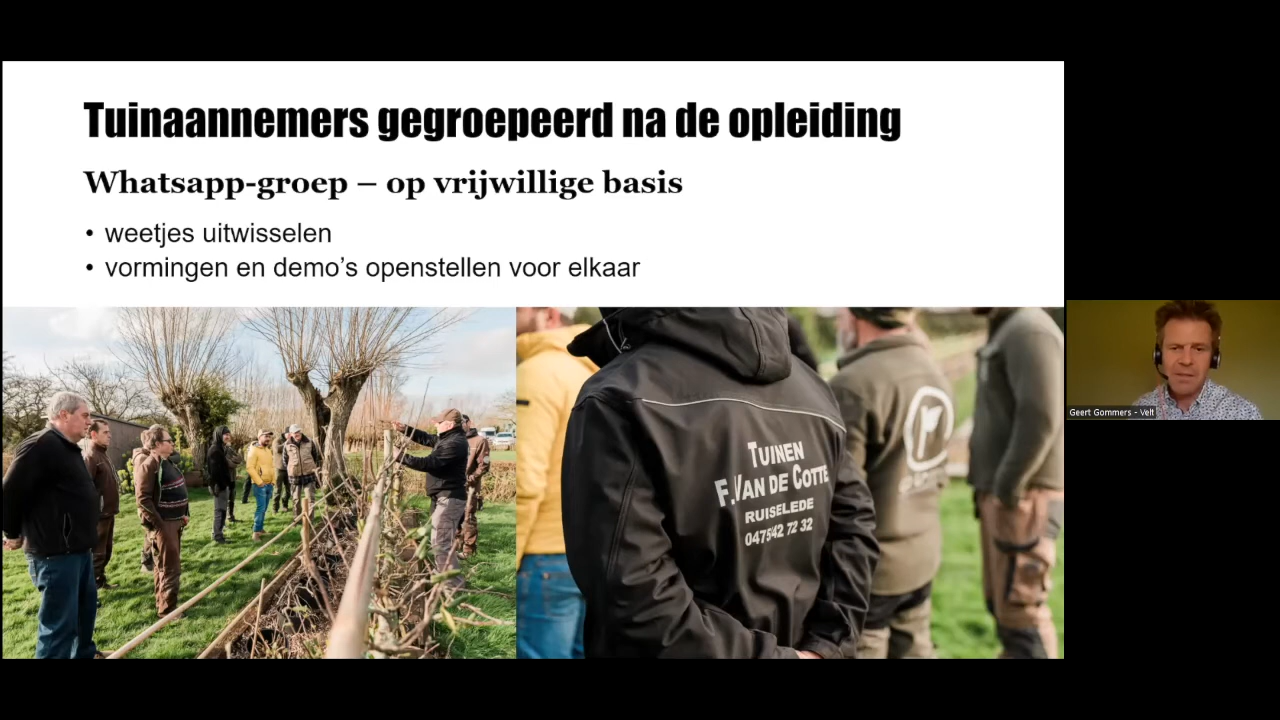 Tuinaannemers gegroepeerd na de opleiding
Whatsapp-groep – op vrijwillige basis
• weetjes uitwisselen
• vormingen en demo's openstellen voor elkaar
TUINEN
F. VAN DE COTTE
RUISELEDE
0475 42 72 32
Geert Gommers - Velt